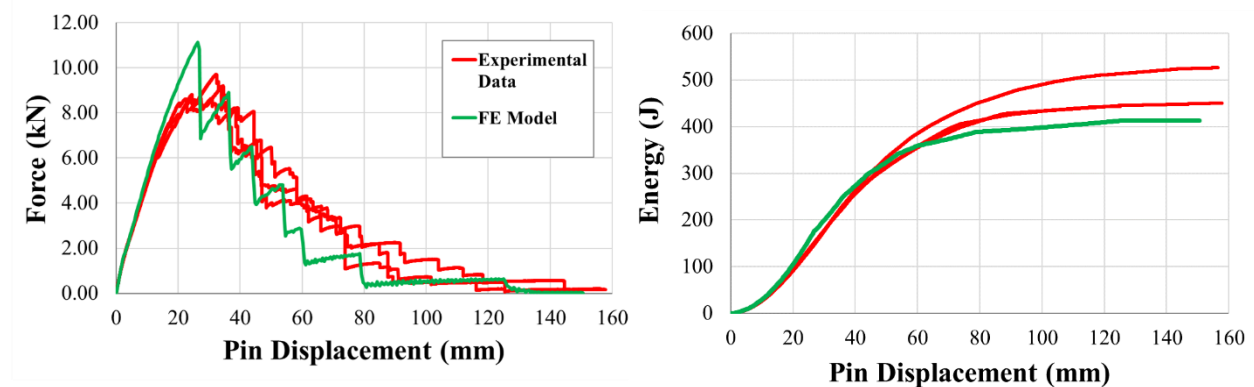 12.00
10.00
8.00
6.00
4.00
2.00
0.00
Force (kN)
Experimental
Data
FE Model
0 20 40 60 80 100 120 140 160
Pin Displacement (mm)
600
500
400
300
200
100
0
Energy (J)
0 20 40 60 80 100 120 140 160
Pin Displacement (mm)